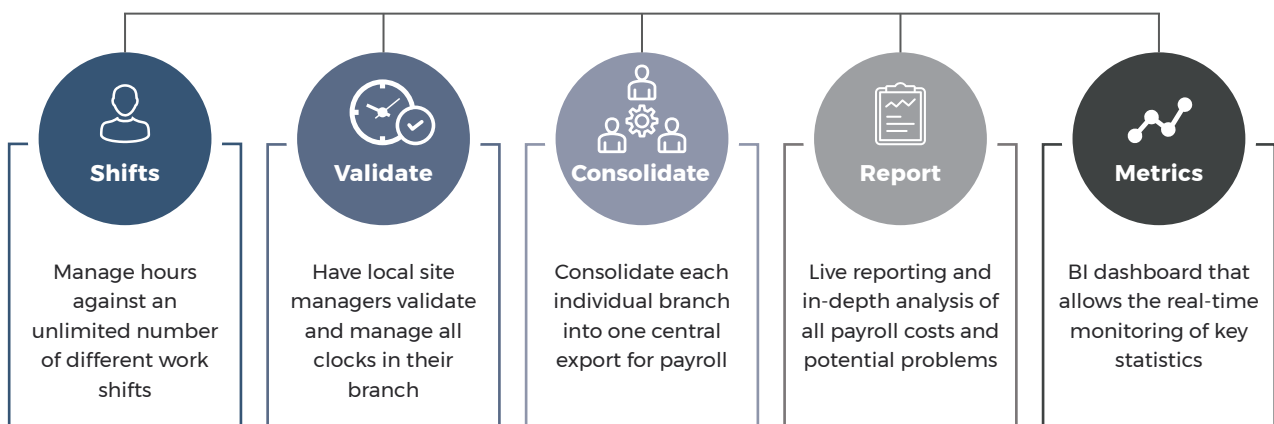 Shifts
Manage hours
against an
unlimited number
of different work
shifts
Validate
Have local site
managers validate
and manage all
clocks in their
branch
Consolidate
Consolidate each
individual branch
into one central
export for payroll
Report
Live reporting and
in-depth analysis of
all payroll costs and
potential problems
Metrics
BI dashboard that
allows the real-time
monitoring of key
statistics